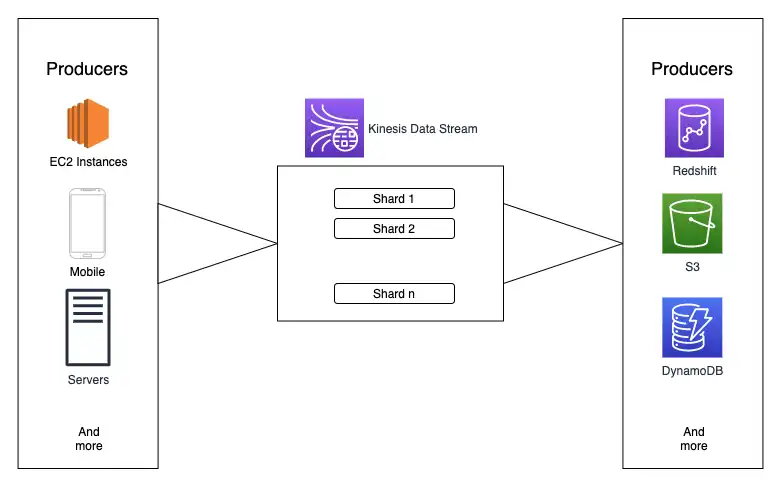 Producers
EC2 Instances
Mobile
Servers
And
more
Kinesis Data Stream
Shard 1
Shard 2
Shard n
Producers
Redshift
S3
DynamoDB
And
more